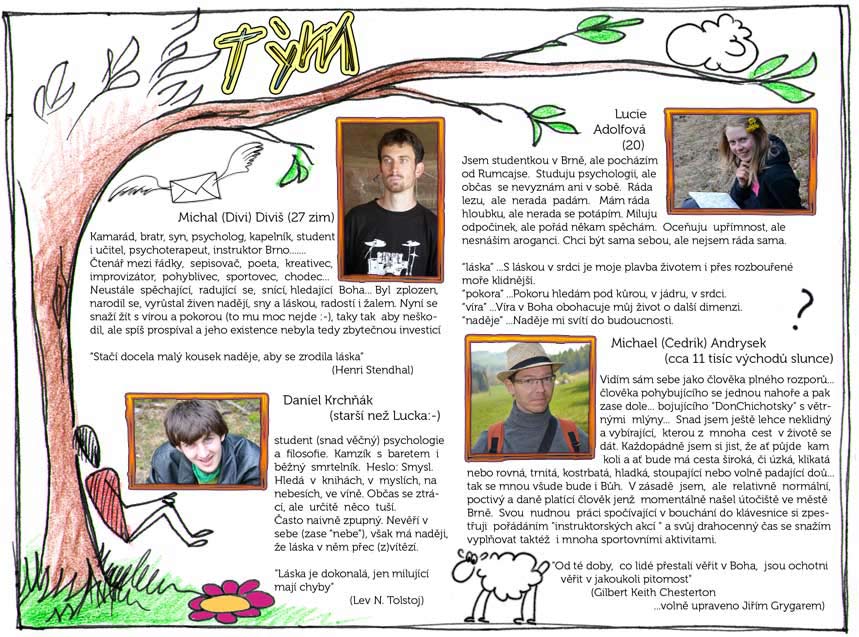 tým
Michal (Divi) Diviš (27 zim)
Kamarád, bratr, syn, psycholog, kapelník, student
i učitel, psychoterapeut, instruktor Brno.......
Čtenář mezi řádky, sepisovač, poeta, kreativec,
improvizátor, pohyblivec, sportovec, chodec...
Neustále spěchající, radující se, snící, hledající Boha... Byl zplozen,
narodil se, vyrůstal živen nadějí, sny a láskou, radostí i žalem. Nyní se
snaží žít s vírou a pokorou (to mu moc nejde :-), taky tak aby neško-
dil, ale spíš prospíval a jeho existence nebyla tedy zbytečnou investicí
"Stačí docela malý kousek naděje, aby se zrodila láska"
(Henri Stendhal)
Daniel Krchňák
(starší než Lucka:-)
student (snad věčný) psychologie
a filosofie. Kamzík s baretem i
běžný smrtelník. Heslo: Smysl.
Hledá v knihách, v myslích, na
nebesích, ve víně. Občas se ztrá-
cí, ale určitě něco tuší.
Často naivně zpupný. Nevěří v
sebe (zase "nebe"), však má naději,
že láska v něm přec (z)vítězí.
"Láska je dokonalá, jen milující
mají chyby"
(Lev N. Tolstoj)
Lucie
Adolfová
(20)
Jsem studentkou v Brně, ale pocházím
od Rumcajse. Studuju psychologii, ale
občas se nevyznám ani v sobě. Ráda
lezu, ale nerada padám. Mám ráda
hloubku, ale nerada se potápím. Miluju
odpočinek, ale pořád někam spěchám. Oceňuju upřímnost, ale
nesnáším aroganci. Chci být sama sebou, ale nejsem ráda sama.
"láska" ...S láskou v srdci je moje plavba životem i přes rozbouřené
moře klidnější.
"pokora" ...Pokoru hledám pod kůrou, v jádru, v srdci.
"víra" ...Víra v Boha obohacuje můj život o další dimenzi.
"naděje" ...Naděje mi svítí do budoucnosti.
?
Michael (Cedrik) Andrysek
(cca 11 tisíc východů slunce)
Vidím sám sebe jako člověka plného rozporů...
člověka pohybujícího se jednou nahoře a pak
zase dole... bojujícího "DonChichotsky" s větr-
nými mlýny... Snad jsem ještě lehce neklidný
a vybírající, kterou z mnoha cest v životě se
dát. Každopádně jsem si jist, že ať půjde kam
koli a ať bude má cesta široká, či úzká, klikatá
nebo rovná, trnitá, kostrbatá, hladká, stoupající nebo volně padající doů...
tak se mnou všude bude i Bůh. V zásadě jsem, ale relativně normální,
poctivý a daně platící člověk jenž momentálně našel útočiště ve městě
Brně. Svou nudnou práci spočívající v bouchání do klávesnice si zpes-
třuji pořádáním "instruktorských akcí " a svůj drahocenný čas se snažím
vyplňovat taktéž i mnoha sportovními aktivitami.
"Od té doby, co lidé přestali věřit v Boha, jsou ochotni
věřit v jakoukoli pitomost"
(Gilbert Keith Chesterton
...volně upraveno Jiřím Grygarem)